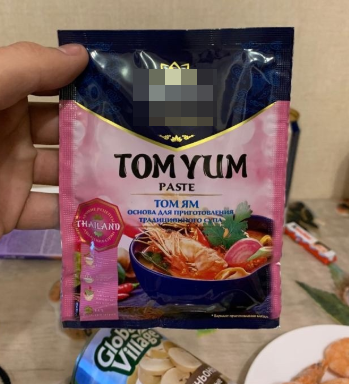 TOM YUM
PASTE
ТОМ ЯМ
ОСНОВА ДЛЯ ПРИГОТОВЛЕНИЯ
ТРАДИЦИОННОГО СУПА
THAILAND
Global
Village